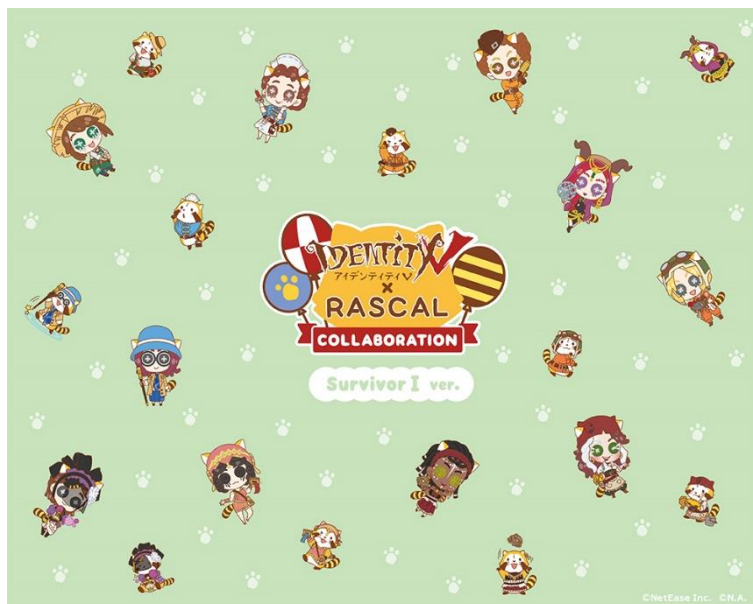 IDENTITY V
アイデンティティV
×
RASCAL
COLLABORATION
Survivor I ver.
©NetEase Inc. ©N.A.